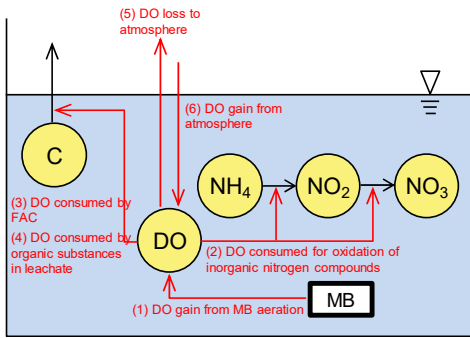 (5) DO loss to
atmosphere
(6) DO gain from
atmosphere
C
NH4
NO2
NO3
(3) DO consumed by
FAC
(4) DO consumed by
organic substances
in leachate
DO
(2) DO consumed for oxidation of
inorganic nitrogen compounds
(1) DO gain from MB aeration
MB